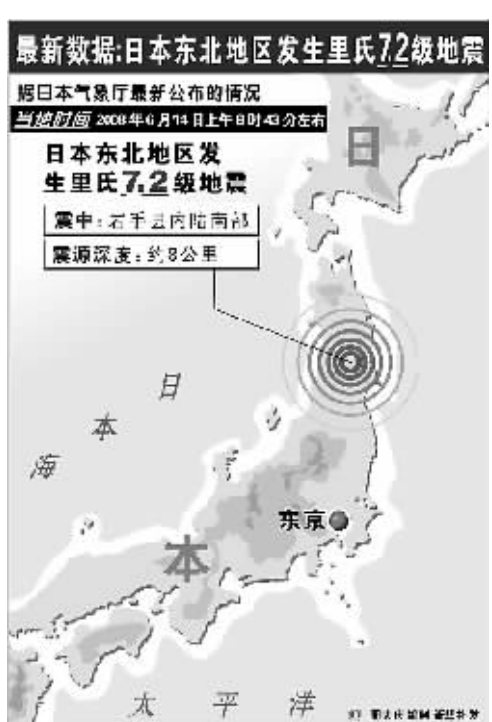 最新数据:日本东北地区发生里氏7.2级地震
据日本气象厅最新公布的情况
当地时间 2008年6月14日上午8时43分左右
日本东北地区发
生里氏7.2级地震
震中:岩手县内陆南部
震源深度:约8公里
日
日
本
海
东京
本
太平洋